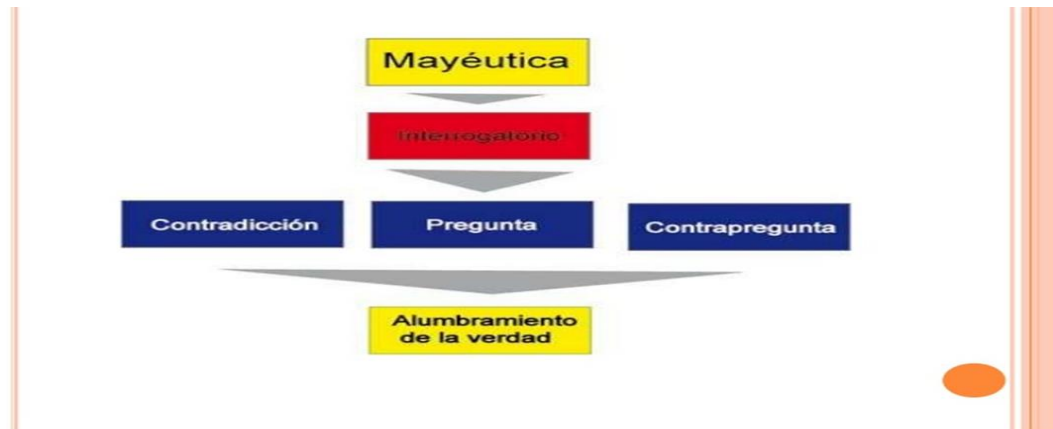 Mayéutica
Interrogatorio
Contradicción
Pregunta
Contrapregunta
Alumbramiento
de la verdad